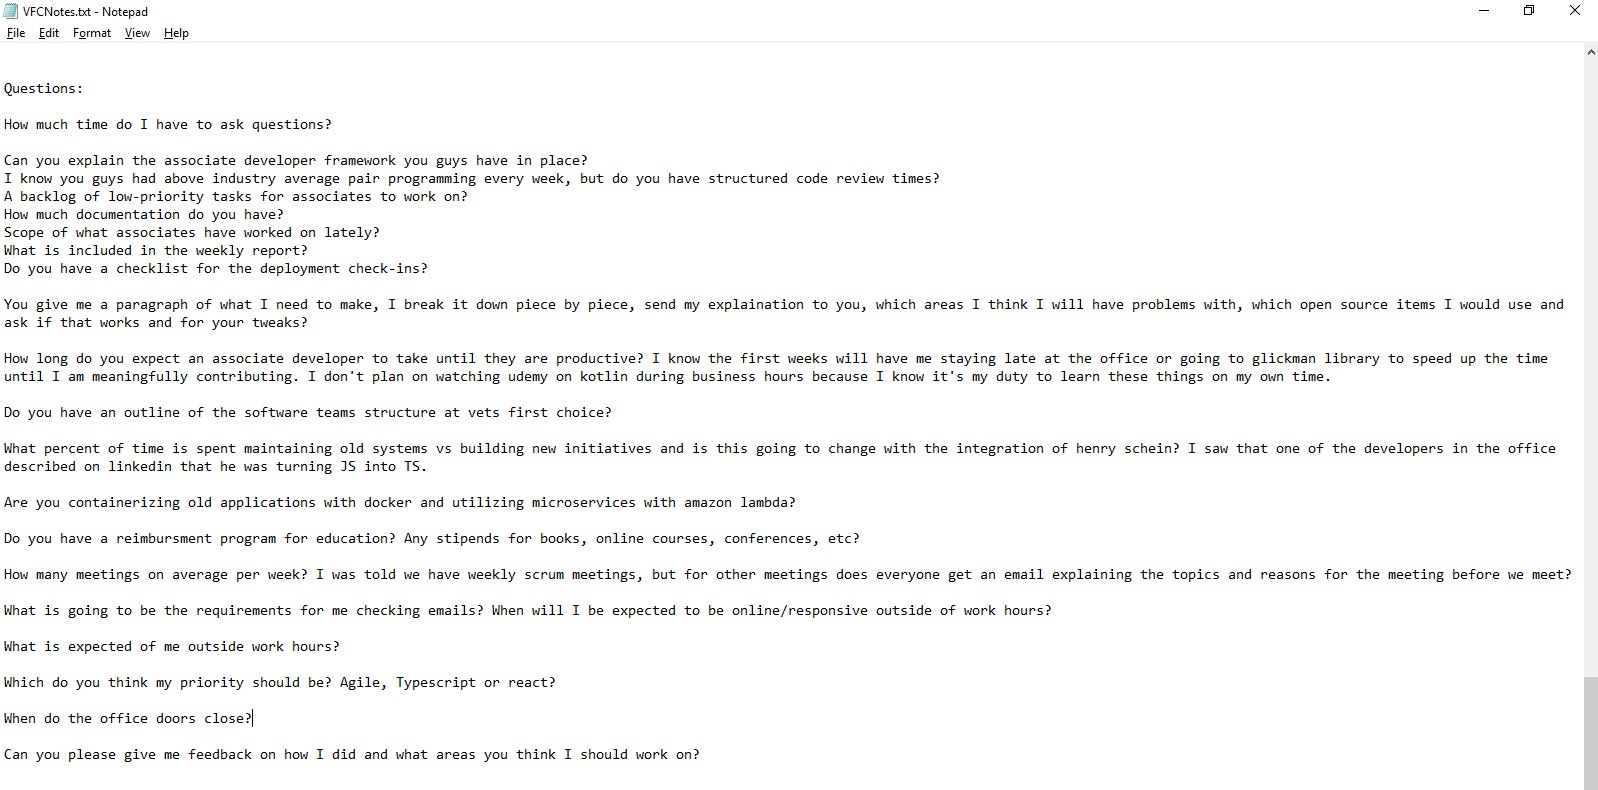 VFCNotes.txt - Notepad
File Edit Format View Help
Questions:
How much time do I have to ask questions?
Can you explain the associate developer framework you guys have in place?
I know you guys had above industry average pair programming every week, but do you have structured code review times?
A backlog of low-priority tasks for associates to work on?
How much documentation do you have?
Scope of what associates have worked on lately?
What is included in the weekly report?
Do you have a checklist for the deployment check-ins?
You give me a paragraph of what I need to make, I break it down piece by piece, send my explaination to you, which areas I think I will have problems with, which open source items I would use and
ask if that works and for your tweaks?
How long do you expect an associate developer to take until they are productive? I know the first weeks will have me staying late at the office or going to glickman library to speed up the time
until I am meaningfully contributing. I don't plan on watching udemy on kotlin during business hours because I know it's my duty to learn these things on my own time.
Do you have an outline of the software teams structure at vets first choice?
What percent of time is spent maintaining old systems vs building new initiatives and is this going to change with the integration of henry schein? I saw that one of the developers in the office
described on linkedin that he was turning JS into TS.
Are you containerizing old applications with docker and utilizing microservices with amazon lambda?
Do you have a reimbursment program for education? Any stipends for books, online courses, conferences, etc?
How many meetings on average per week? I was told we have weekly scrum meetings, but for other meetings does everyone get an email explaining the topics and reasons for the meeting before we meet?
What is going to be the requirements for me checking emails? When will I be expected to be online/responsive outside of work hours?
What is expected of me outside work hours?
Which do you think my priority should be? Agile, Typescript or react?
When do the office doors close?
Can you please give me feedback on how I did and what areas you think I should work on?